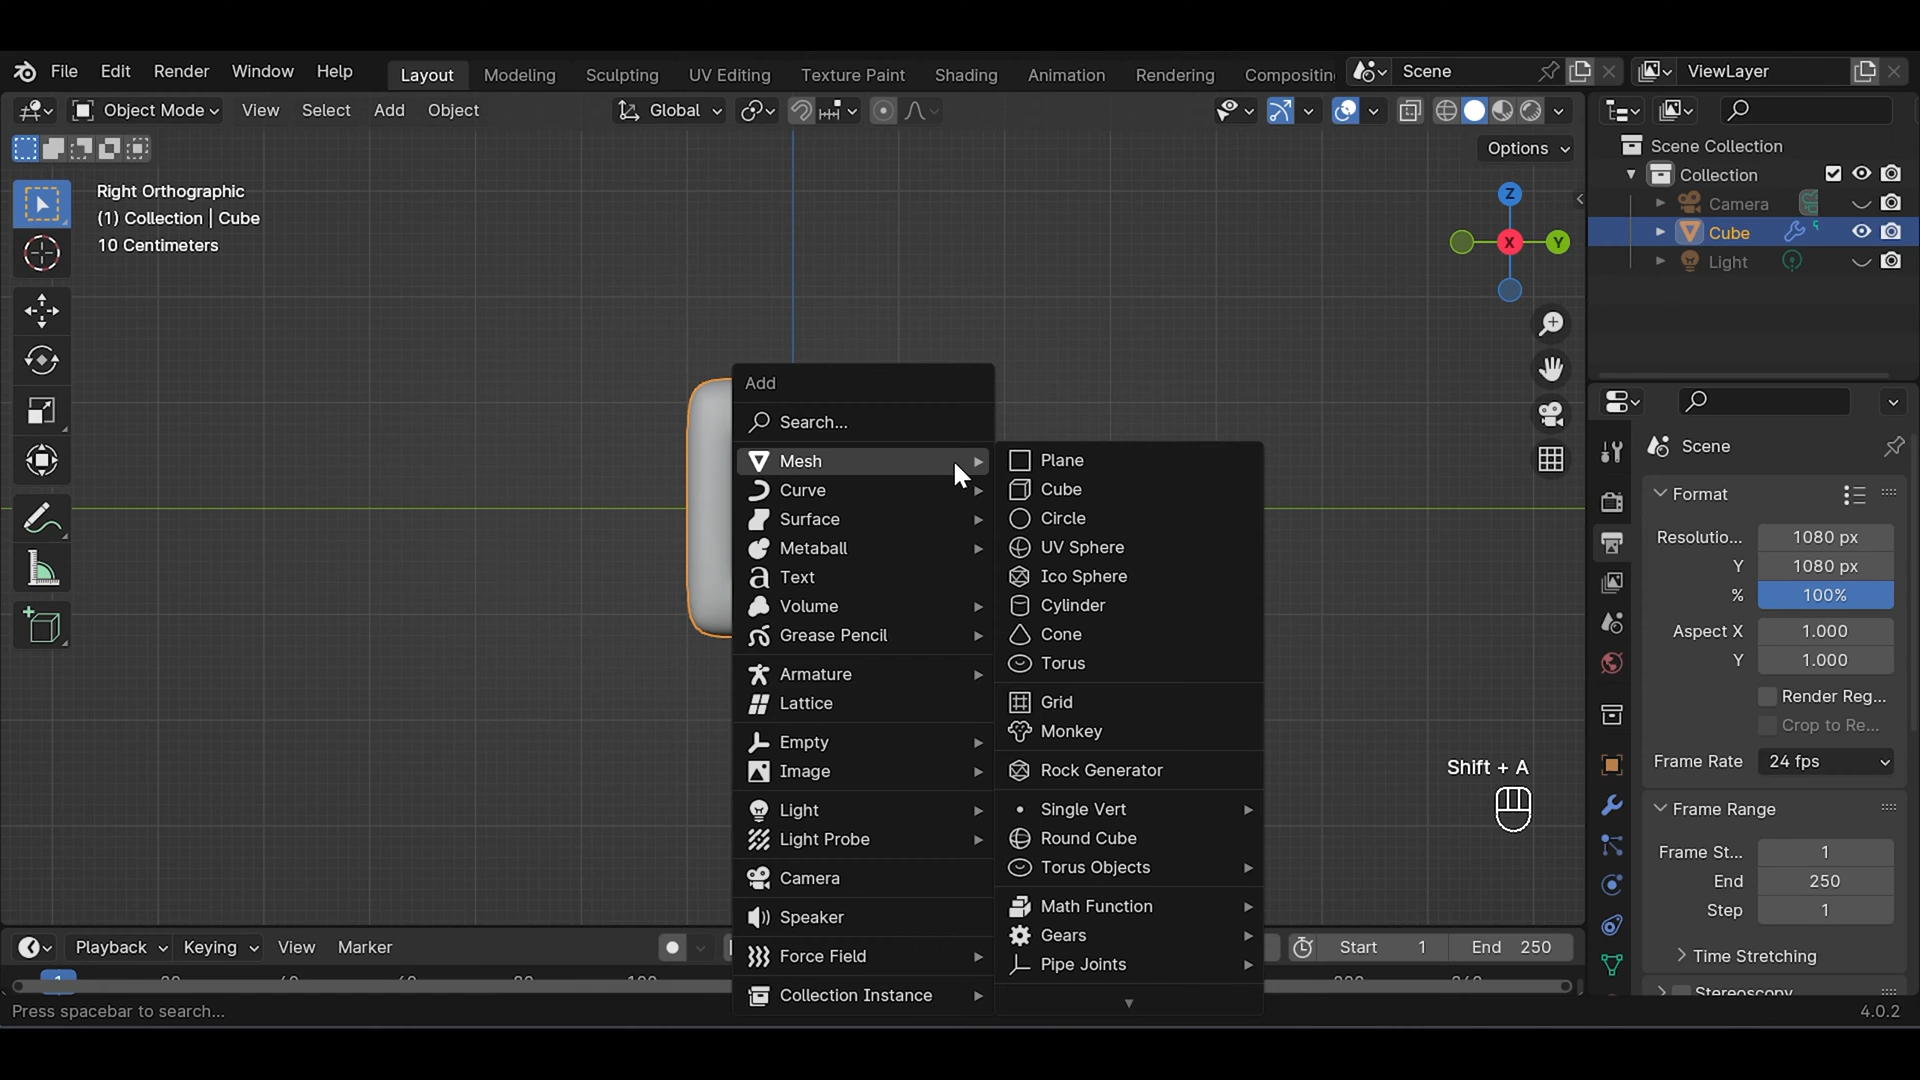 File Edit Render Window Help Layout Modeling Sculpting UV Editing Texture Paint Shading Animation Rendering Scene ViewLayer
Object Mode View Select Add Object Global
Options
Right Orthographic
(1) Collection | Cube
10 Centimeters
Z
X
Y
Add
Search...
Mesh
Curve
Surface
Metaball
Text
Volume
Grease Pencil
Armature
Lattice
Empty
Image
Light
Light Probe
Camera
Speaker
Force Field
Collection Instance
Plane
Cube
Circle
UV Sphere
Ico Sphere
Cylinder
Cone
Torus
Grid
Monkey
Rock Generator
Single Vert
Round Cube
Torus Objects
Math Function
Gears
Pipe Joints
Shift + A
Scene Collection
Collection
Camera
Cube
Light
Scene
Format
Resolutio... 1080 px
Y 1080 px
% 100%
Aspect X 1.000
Y 1.000
Render Reg...
Crop to Re...
Frame Rate 24 fps
Frame Range
Frame St... 1
End 250
Step 1
Time Stretching
Stereoscopy
Playback Keying View Marker Start 1 End 250
Press spacebar to search... 4.0.2